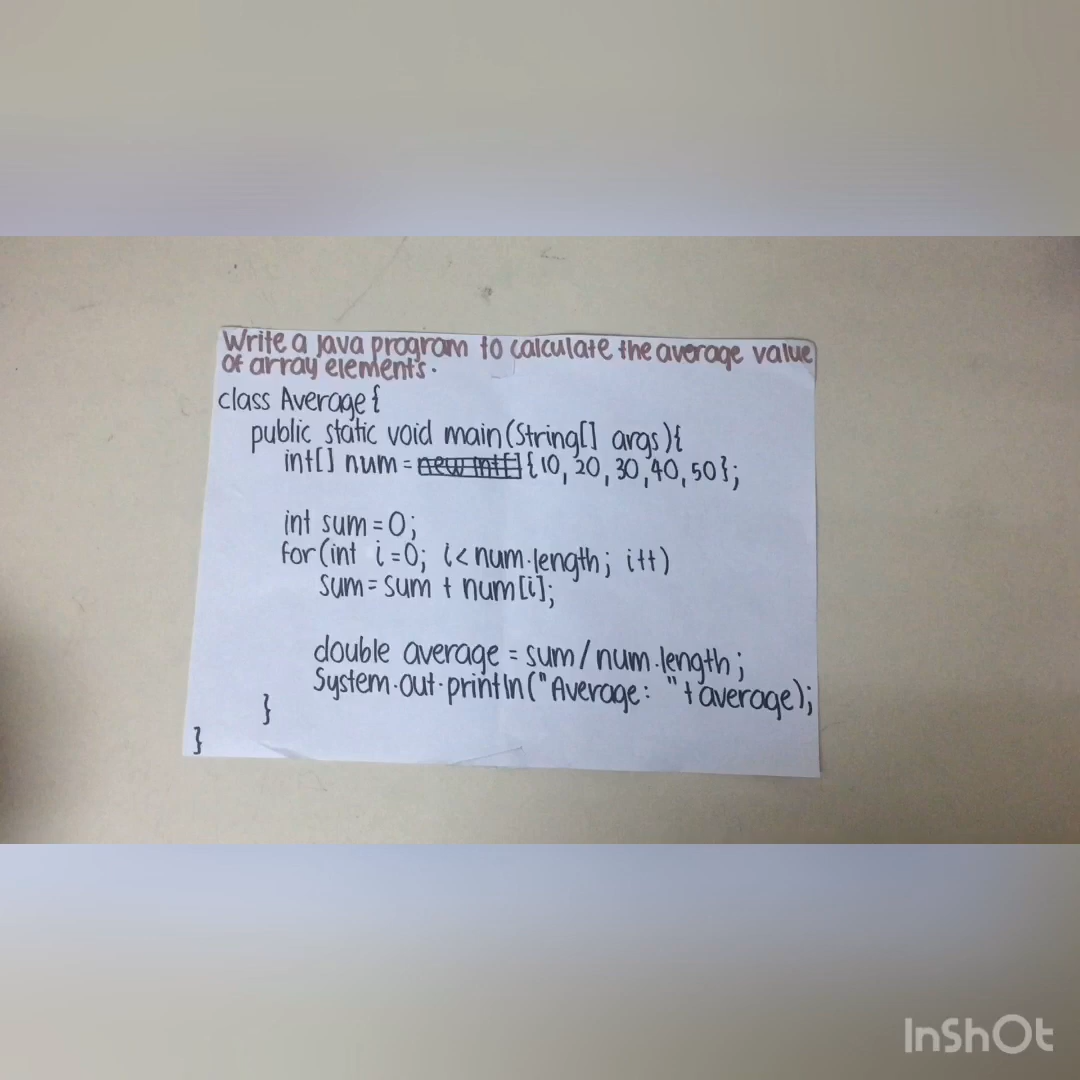 Write a java program to calculate the average value
of array elements.
class Average {
public static void main(String[] args){
int[] num = new int[] {10, 20, 30, 40, 50};
int sum = 0;
for(int i=0; i<num.length; i++)
sum = sum + num[i];
double average = sum / num.length;
System.out.println("Average: " + average);
}
}
InShOt